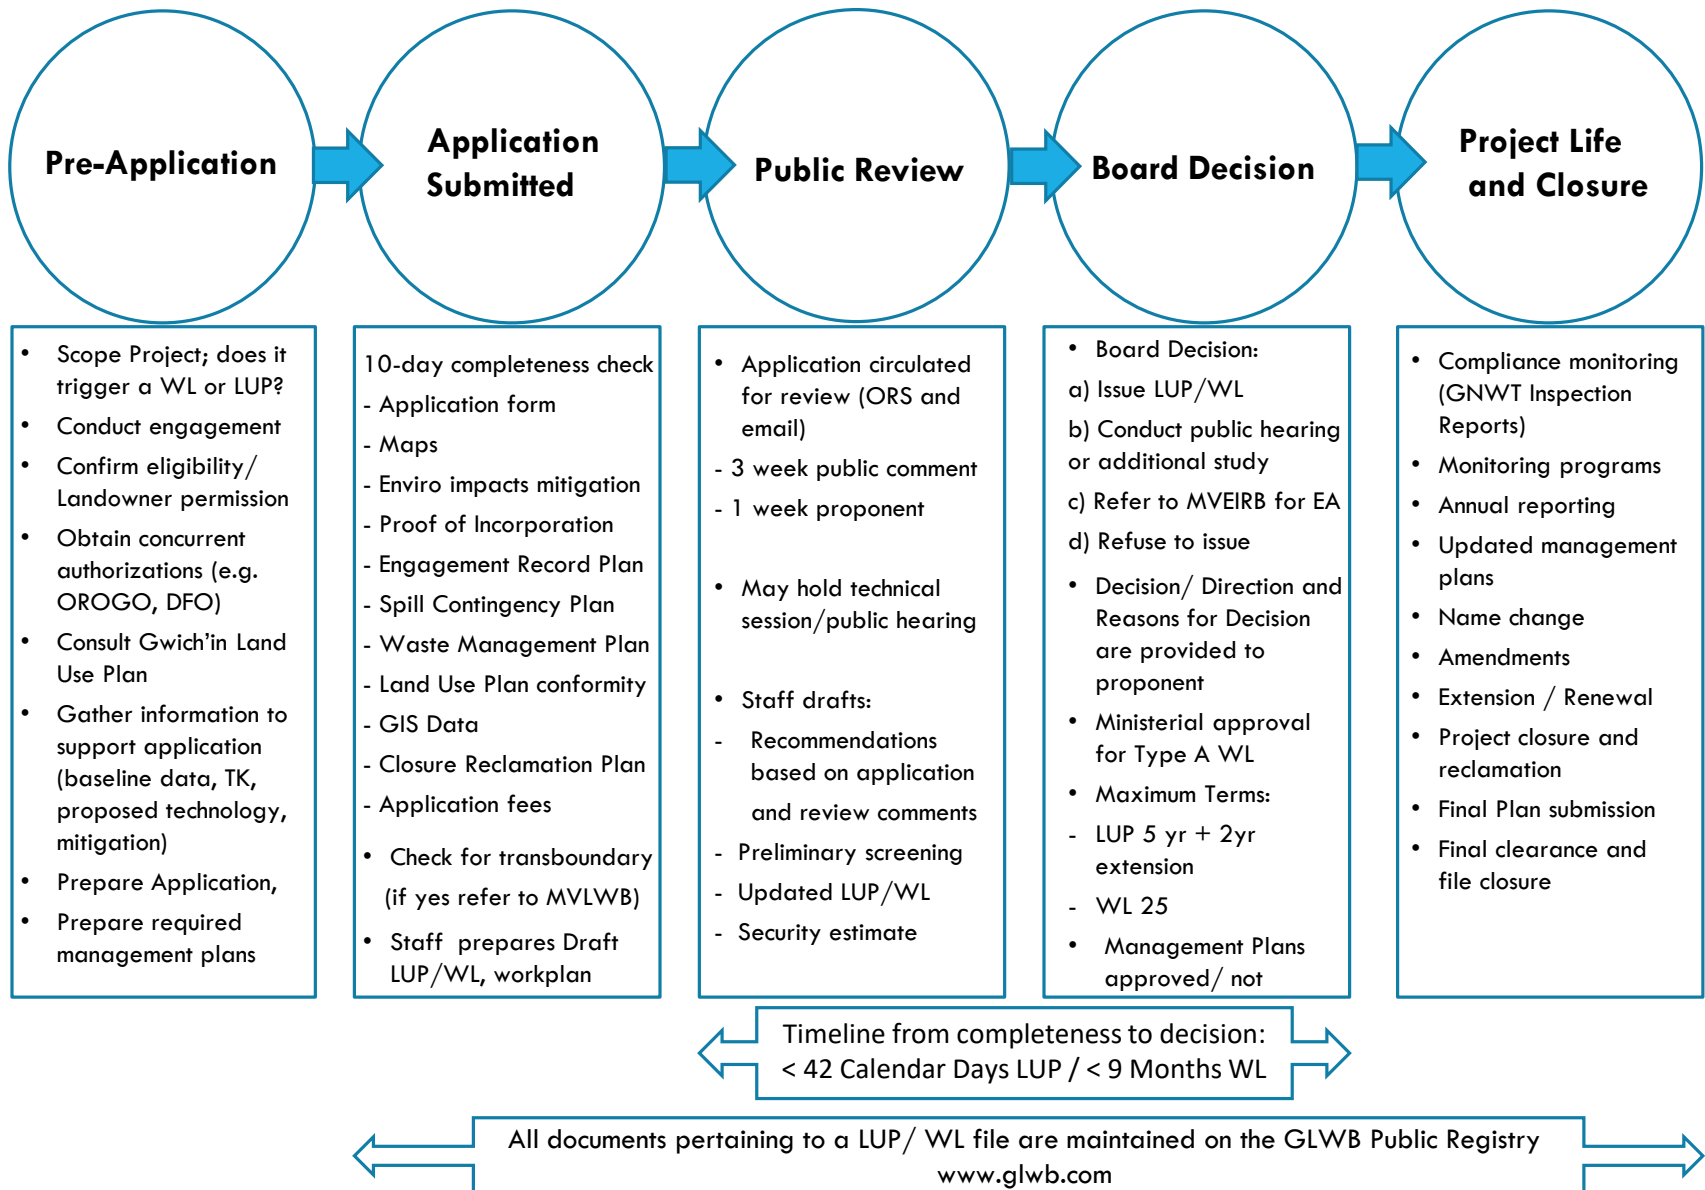 Pre-Application
Application
Submitted
Public Review
Board Decision
Project Life
and Closure
• Scope Project; does it
trigger a WL or LUP?
• Conduct engagement
• Confirm eligibility/
Landowner permission
• Obtain concurrent
authorizations (e.g.
OROGO, DFO)
• Consult Gwich'in Land
Use Plan
• Gather information to
support application
(baseline data, TK,
proposed technology,
mitigation)
• Prepare Application,
• Prepare required
management plans
10-day completeness check
- Application form
- Maps
- Enviro impacts mitigation
- Proof of Incorporation
- Engagement Record Plan
- Spill Contingency Plan
- Waste Management Plan
- Land Use Plan conformity
- GIS Data
- Closure Reclamation Plan
- Application fees
• Check for transboundary
(if yes refer to MVLWB)
• Staff prepares Draft
LUP/WL, workplan
• Application circulated
for review (ORS and
email)
- 3 week public comment
- 1 week proponent
• May hold technical
session/public hearing
• Staff drafts:
- Recommendations
based on application
and review comments
- Preliminary screening
- Updated LUP/WL
- Security estimate
• Board Decision:
a) Issue LUP/WL
b) Conduct public hearing
or additional study
c) Refer to MVEIRB for EA
d) Refuse to issue
• Decision/ Direction and
Reasons for Decision
are provided to
proponent
• Ministerial approval
for Type A WL
• Maximum Terms:
- LUP 5 yr + 2yr
extension
- WL 25
• Management Plans
approved/ not
• Compliance monitoring
(GNWT Inspection
Reports)
• Monitoring programs
• Annual reporting
• Updated management
plans
• Name change
• Amendments
• Extension / Renewal
• Project closure and
reclamation
• Final Plan submission
• Final clearance and
file closure
Timeline from completeness to decision:
< 42 Calendar Days LUP / < 9 Months WL
All documents pertaining to a LUP/ WL file are maintained on the GLWB Public Registry
www.glwb.com